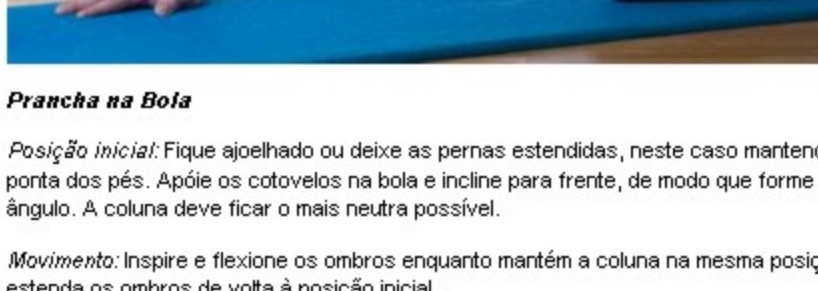 Prancha na Bola
Posição inicial: Fique ajoelhado ou deixe as pernas estendidas, neste caso
ponta dos pés. Apóie os cotovelos na bola e incline para frente, de modo que forme
ângulo. A coluna deve ficar o mais neutra possível.
Movimento: Inspire e flexione os ombros enquanto mantém a coluna na mesma
estenda os ombros de volta à posição inicial